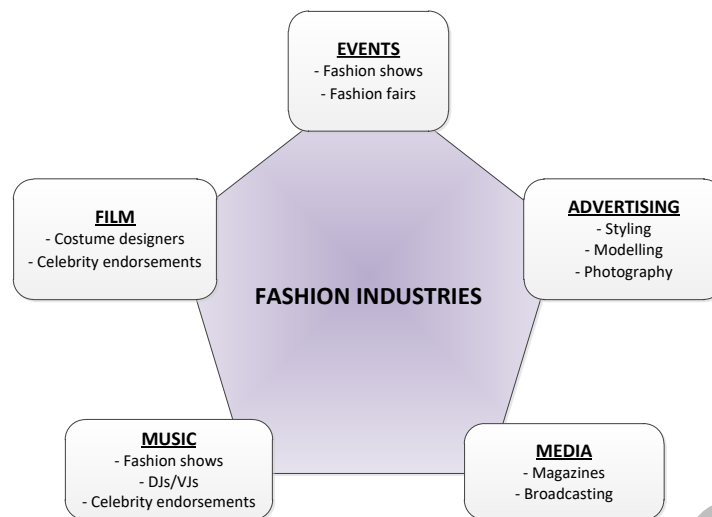 EVENTS
- Fashion shows
- Fashion fairs
FILM
- Costume designers
- Celebrity endorsements
ADVERTISING
- Styling
- Modelling
- Photography
FASHION INDUSTRIES
MUSIC
- Fashion shows
- DJs/VJs
- Celebrity endorsements
MEDIA
- Magazines
- Broadcasting